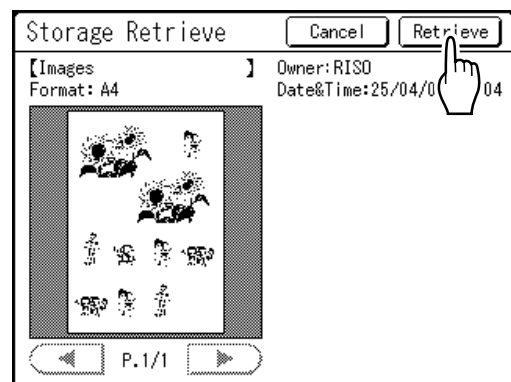 Storage Retrieve
Cancel
Retrieve
【Images 】
Format: A4
Owner:RISO
Date&Time:25/04/0 04
P.1/1